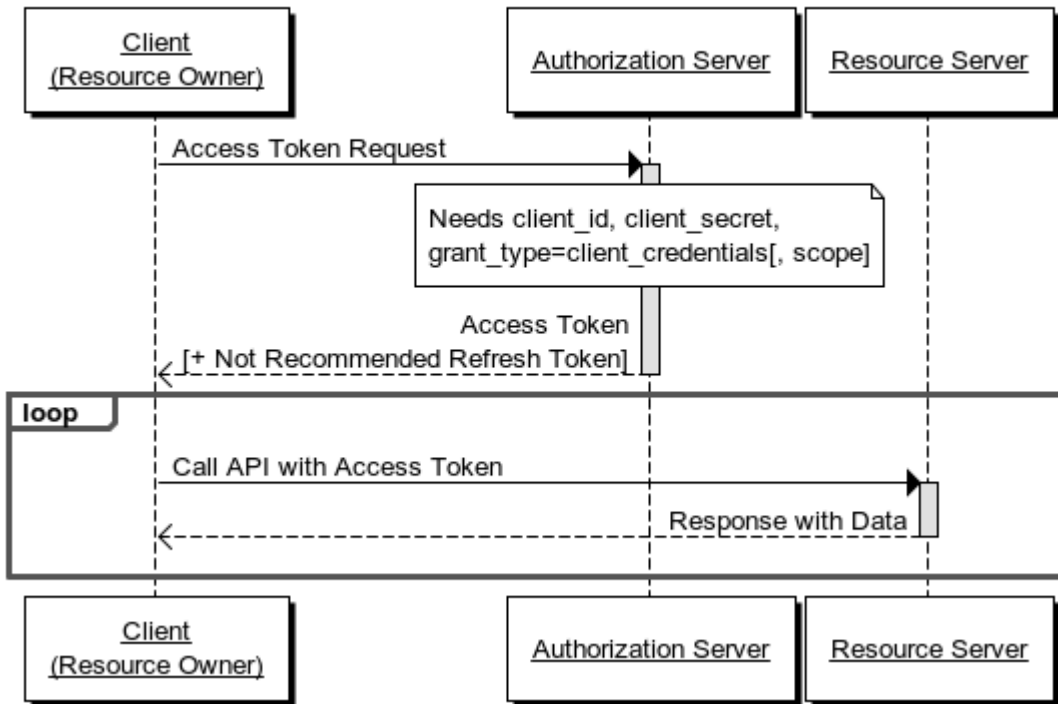 Client
(Resource Owner)
Authorization Server
Resource Server
Access Token Request
Needs client_id, client_secret,
grant_type=client_credentials[, scope]
Access Token
[+ Not Recommended Refresh Token]
loop
Call API with Access Token
Response with Data
Client
(Resource Owner)
Authorization Server
Resource Server